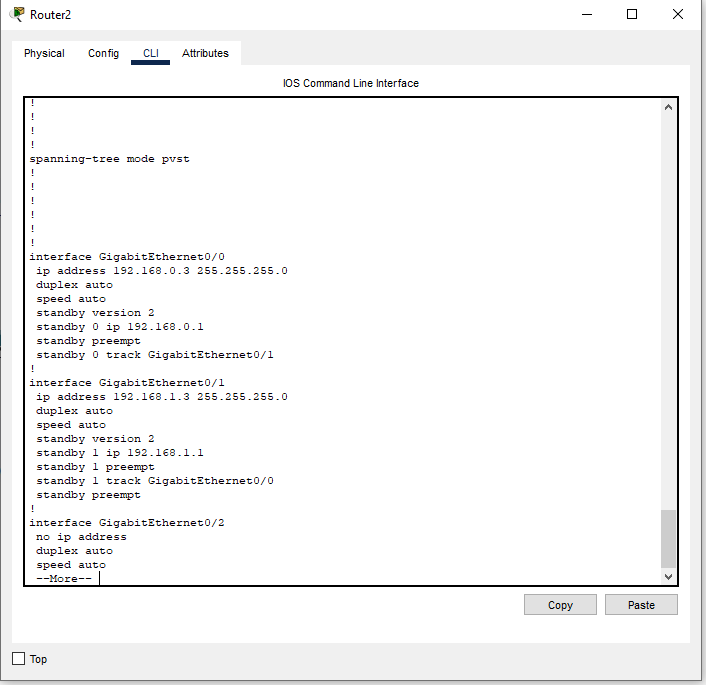 Router2
Physical Config CLI Attributes
IOS Command Line Interface
!
!
!
!
spanning-tree mode pvst
!
!
!
!
!
!
interface GigabitEthernet0/0
ip address 192.168.0.3 255.255.255.0
duplex auto
speed auto
standby version 2
standby 0 ip 192.168.0.1
standby preempt
standby 0 track GigabitEthernet0/1
!
interface GigabitEthernet0/1
ip address 192.168.1.3 255.255.255.0
duplex auto
speed auto
standby version 2
standby 1 ip 192.168.1.1
standby 1 preempt
standby 1 track GigabitEthernet0/0
standby preempt
!
interface GigabitEthernet0/2
no ip address
duplex auto
speed auto
--More--
Copy Paste
Top